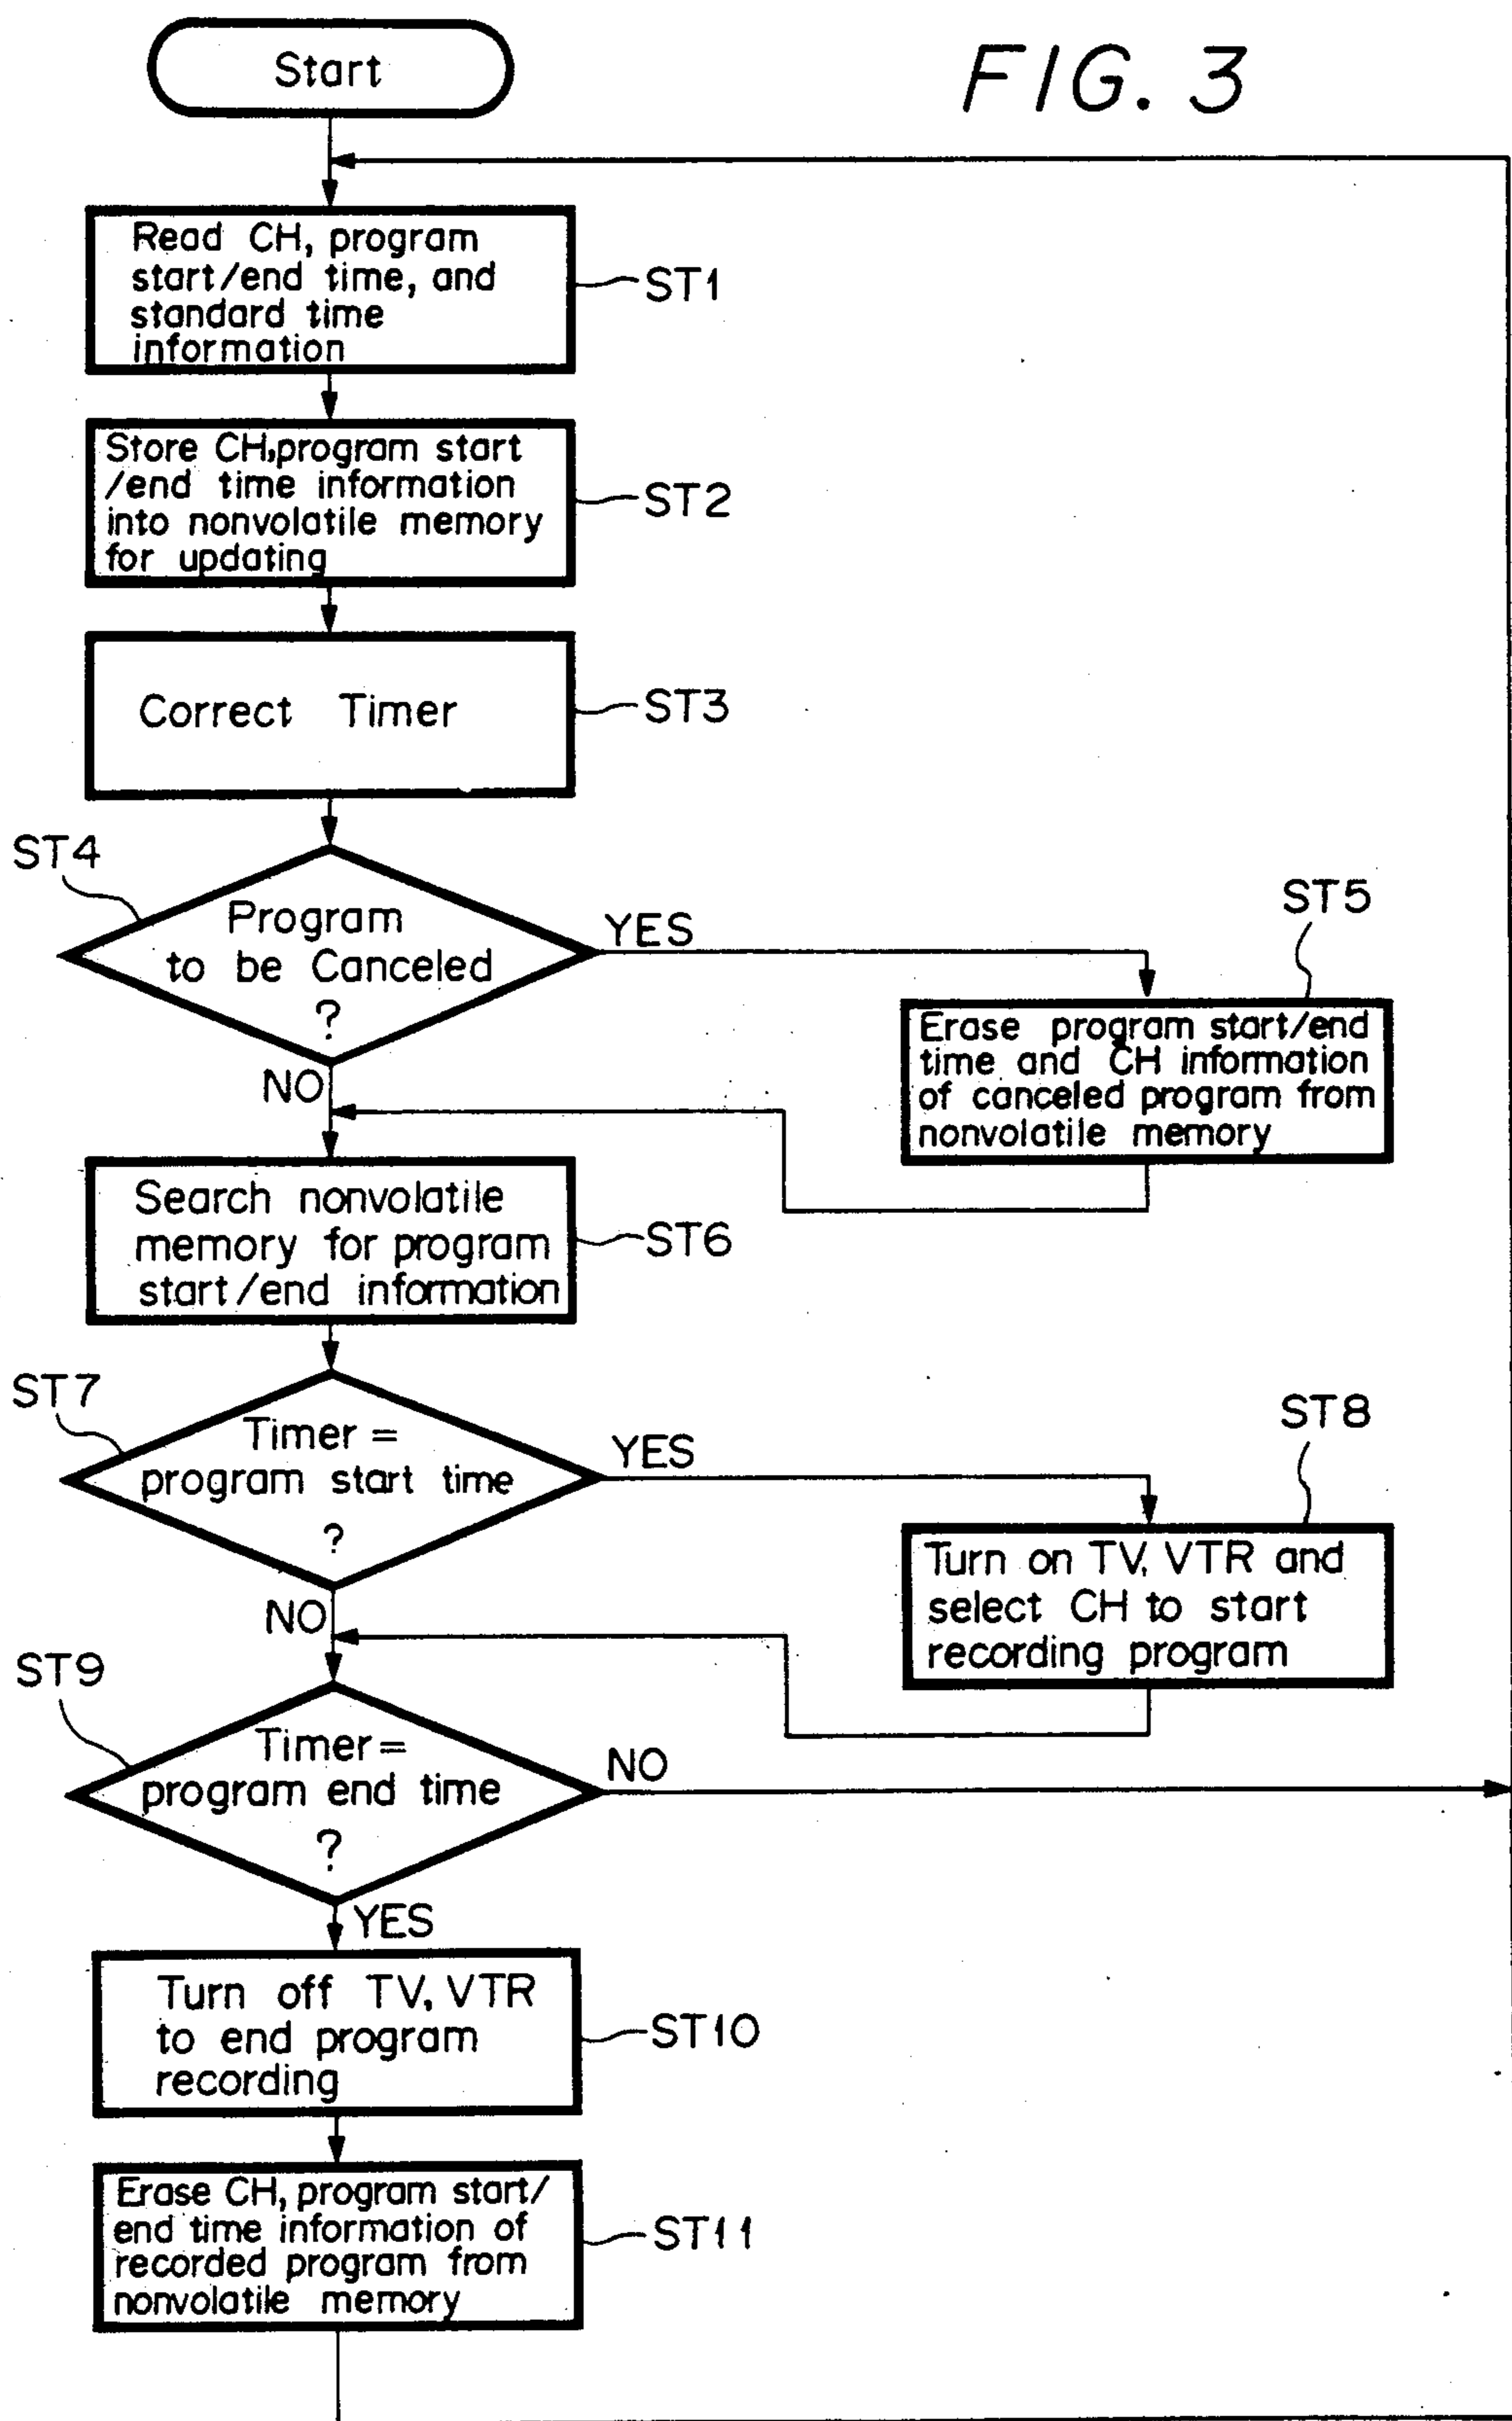 FIG. 3
Start
Read CH, program
start/end time, and
standard time
information
ST1
Store CH,program start
/end time information
into nonvolatile memory
for updating
ST2
Correct Timer
ST3
ST4
Program
to be Canceled
?
YES
NO
ST5
Erase program start/end
time and CH information
of canceled program from
nonvolatile memory
Search nonvolatile
memory for program
start/end information
ST6
ST7
Timer =
program start time
?
YES
NO
ST8
Turn on TV, VTR and
select CH to start
recording program
ST9
Timer=
program end time
?
NO
YES
Turn off TV, VTR
to end program
recording
ST10
Erase CH, program start/
end time information of
recorded program from
nonvolatile memory
ST11